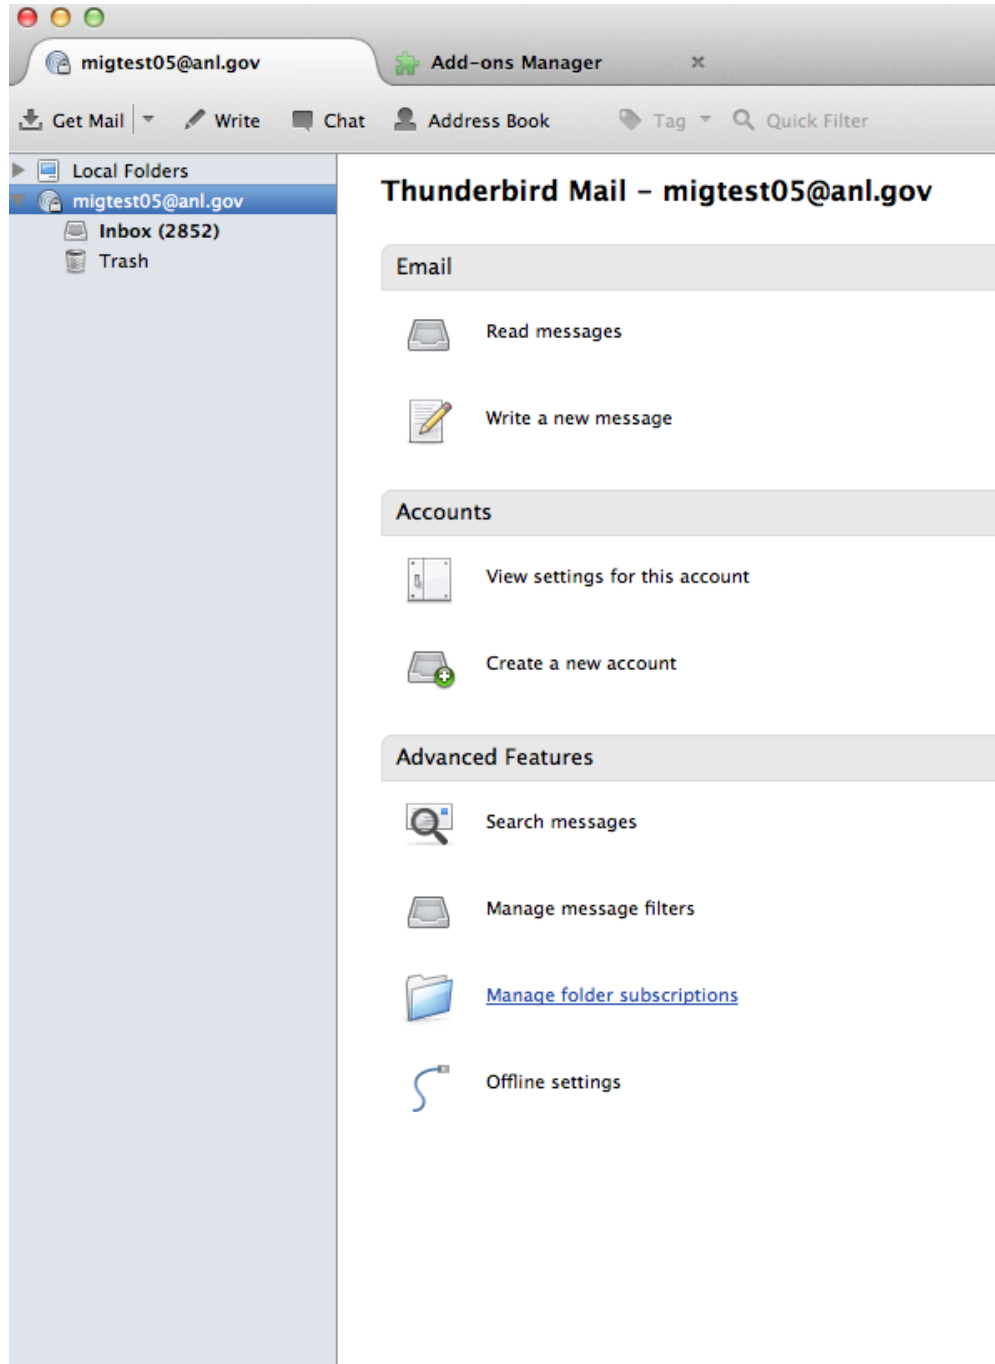 migtest05@anl.gov
Add-ons Manager
Get Mail Write Chat Address Book Tag Quick Filter
Local Folders
migtest05@anl.gov
Inbox (2852)
Trash
Thunderbird Mail – migtest05@anl.gov
Email
Read messages
Write a new message
Accounts
View settings for this account
Create a new account
Advanced Features
Search messages
Manage message filters
Manage folder subscriptions
Offline settings